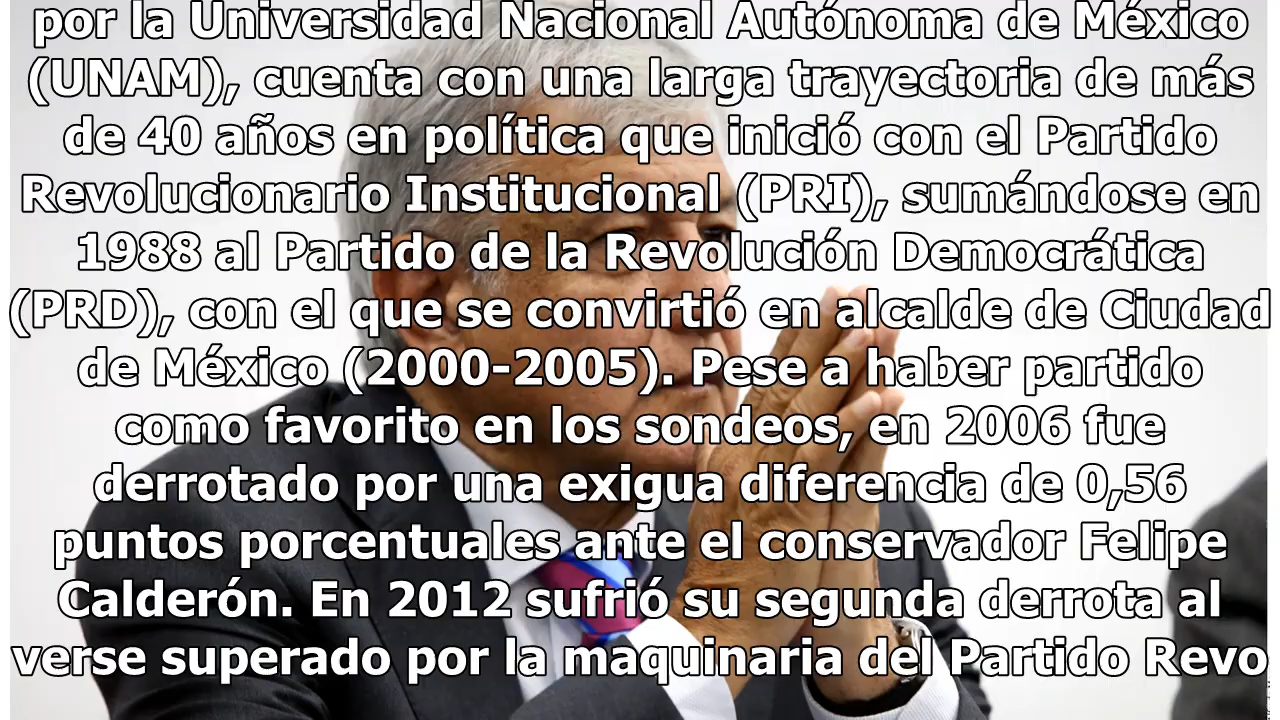 por la Universidad Nacional Autónoma de México
(UNAM), cuenta con una larga trayectoria de más
de 40 años en política que inició con el Partido
Revolucionario Institucional (PRI), sumándose en
1988 al Partido de la Revolución Democrática
(PRD), con el que se convirtió en alcalde de Ciudad
de México (2000-2005). Pese a haber partido
como favorito en los sondeos, en 2006 fue
derrotado por una exigua diferencia de 0,56
puntos porcentuales ante el conservador Felipe
Calderón. En 2012 sufrió su segunda derrota al
verse superado por la maquinaria del Partido Revo